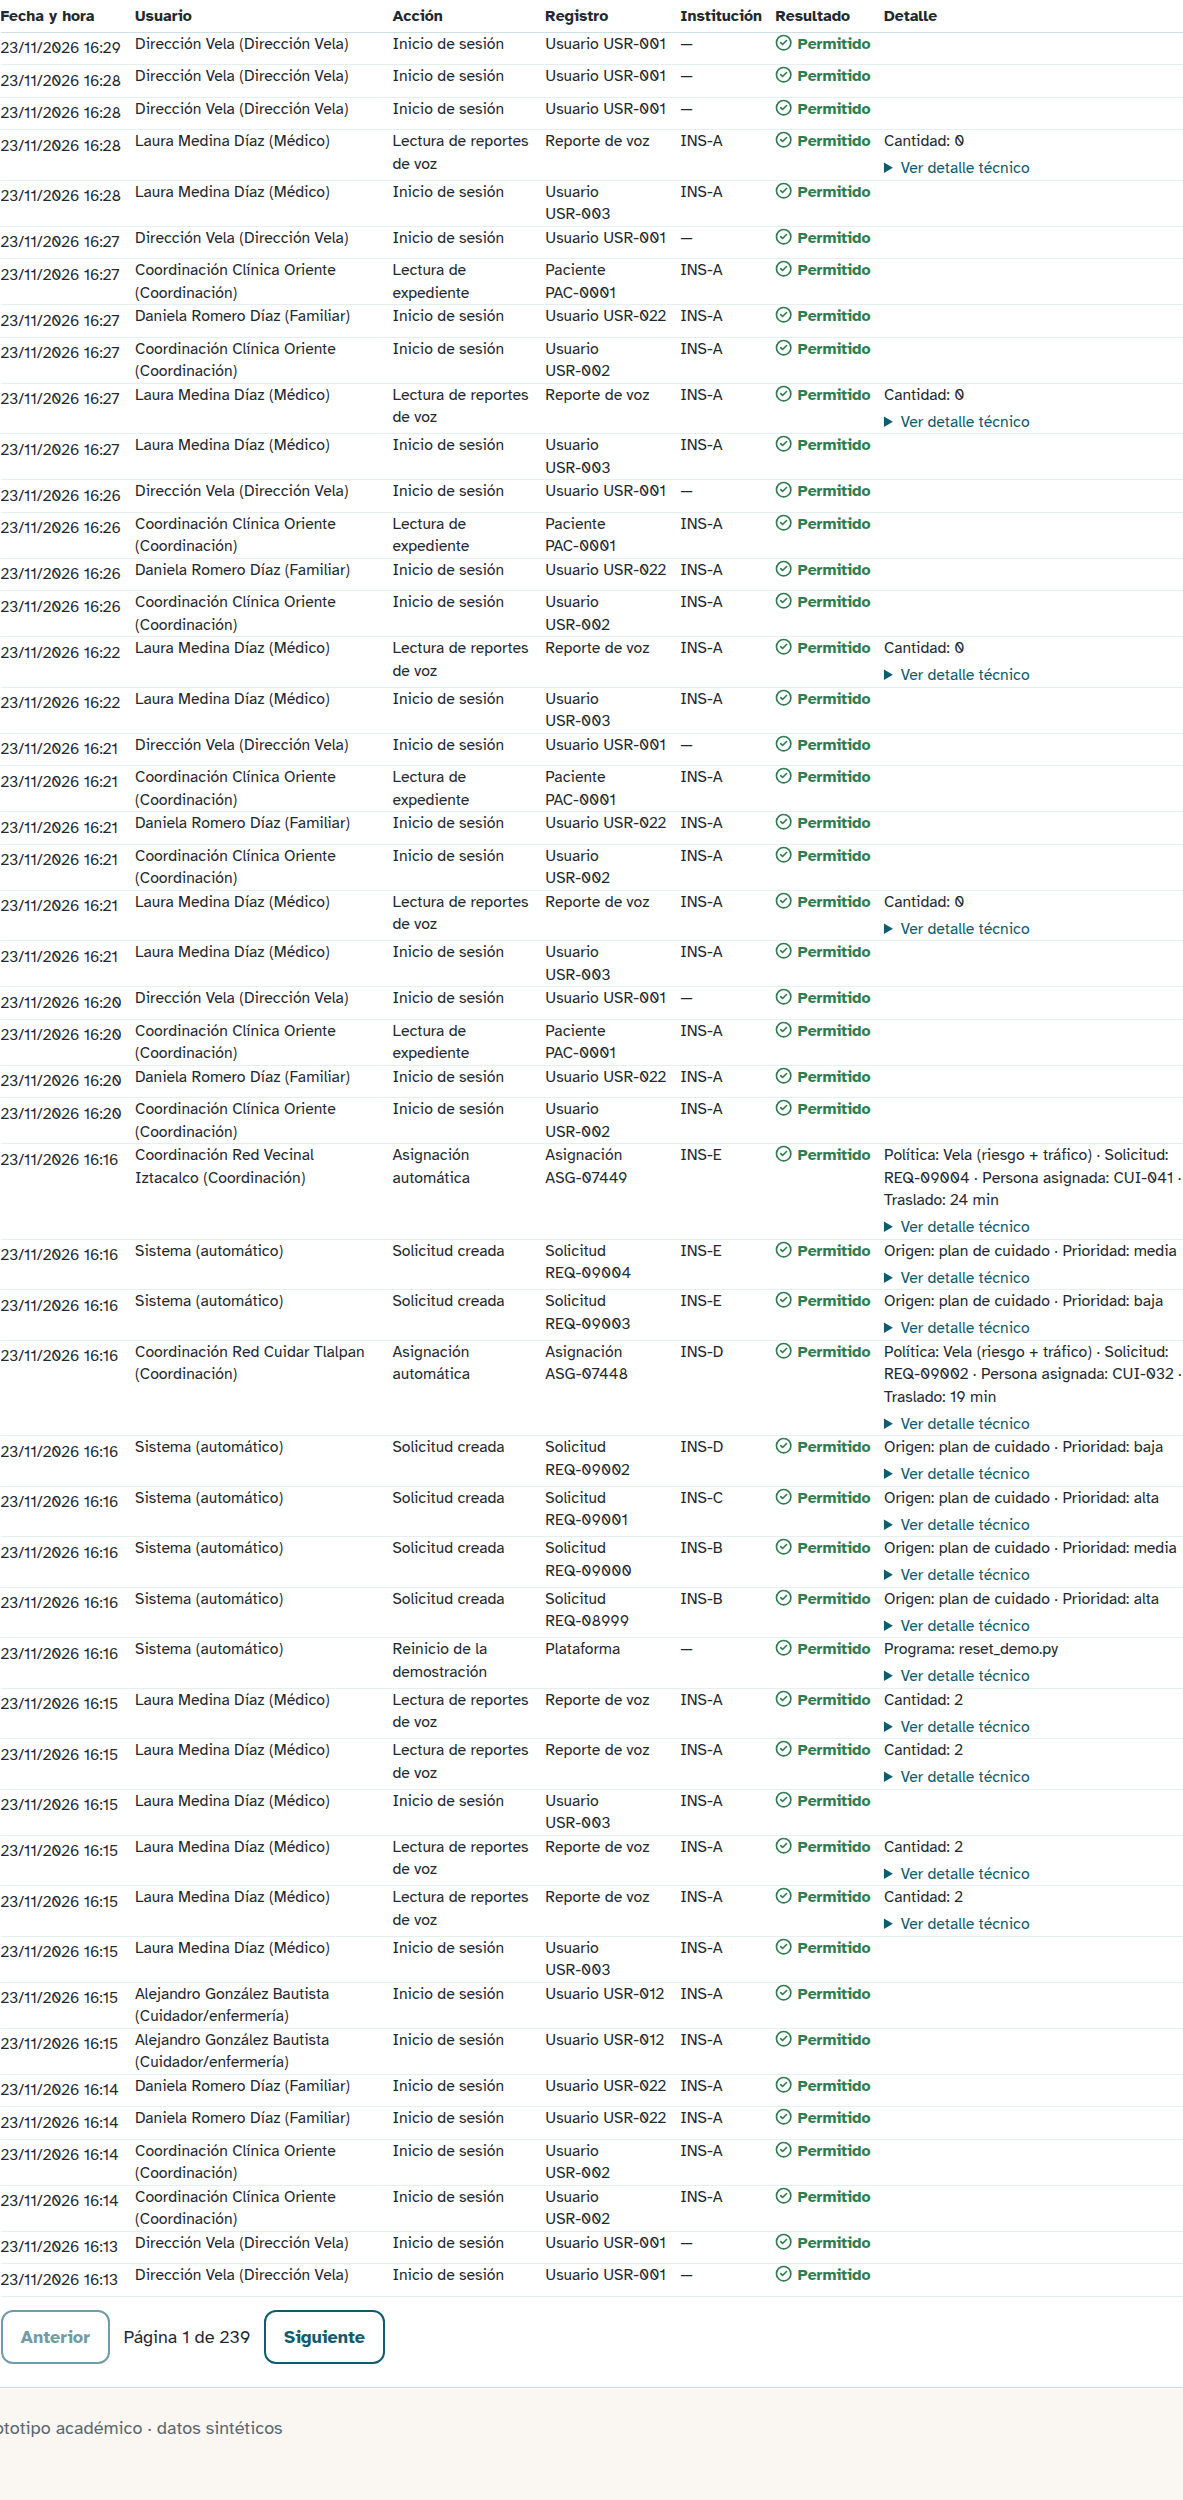 Fecha y hora Usuario Acción Registro Institución Resultado Detalle
23/11/2026 16:29 Dirección Vela (Dirección Vela) Inicio de sesión Usuario USR-001 — Permitido
23/11/2026 16:28 Dirección Vela (Dirección Vela) Inicio de sesión Usuario USR-001 — Permitido
23/11/2026 16:28 Dirección Vela (Dirección Vela) Inicio de sesión Usuario USR-001 — Permitido
23/11/2026 16:28 Laura Medina Díaz (Médico) Lectura de reportes Reporte de voz INS-A Permitido Cantidad: 0
de voz ▶ Ver detalle técnico
23/11/2026 16:28 Laura Medina Díaz (Médico) Inicio de sesión Usuario INS-A Permitido
USR-003
23/11/2026 16:27 Dirección Vela (Dirección Vela) Inicio de sesión Usuario USR-001 — Permitido
23/11/2026 16:27 Coordinación Clínica Oriente Lectura de Paciente INS-A Permitido
(Coordinación) expediente PAC-0001
23/11/2026 16:27 Daniela Romero Díaz (Familiar) Inicio de sesión Usuario USR-022 INS-A Permitido
23/11/2026 16:27 Coordinación Clínica Oriente Inicio de sesión Usuario INS-A Permitido
(Coordinación) USR-002
23/11/2026 16:27 Laura Medina Díaz (Médico) Lectura de reportes Reporte de voz INS-A Permitido Cantidad: 0
de voz ▶ Ver detalle técnico
23/11/2026 16:27 Laura Medina Díaz (Médico) Inicio de sesión Usuario INS-A Permitido
USR-003
23/11/2026 16:26 Dirección Vela (Dirección Vela) Inicio de sesión Usuario USR-001 — Permitido
23/11/2026 16:26 Coordinación Clínica Oriente Lectura de Paciente INS-A Permitido
(Coordinación) expediente PAC-0001
23/11/2026 16:26 Daniela Romero Díaz (Familiar) Inicio de sesión Usuario USR-022 INS-A Permitido
23/11/2026 16:26 Coordinación Clínica Oriente Inicio de sesión Usuario INS-A Permitido
(Coordinación) USR-002
23/11/2026 16:22 Laura Medina Díaz (Médico) Lectura de reportes Reporte de voz INS-A Permitido Cantidad: 0
de voz ▶ Ver detalle técnico
23/11/2026 16:22 Laura Medina Díaz (Médico) Inicio de sesión Usuario INS-A Permitido
USR-003
23/11/2026 16:21 Dirección Vela (Dirección Vela) Inicio de sesión Usuario USR-001 — Permitido
23/11/2026 16:21 Coordinación Clínica Oriente Lectura de Paciente INS-A Permitido
(Coordinación) expediente PAC-0001
23/11/2026 16:21 Daniela Romero Díaz (Familiar) Inicio de sesión Usuario USR-022 INS-A Permitido
23/11/2026 16:21 Coordinación Clínica Oriente Inicio de sesión Usuario INS-A Permitido
(Coordinación) USR-002
23/11/2026 16:21 Laura Medina Díaz (Médico) Lectura de reportes Reporte de voz INS-A Permitido Cantidad: 0
de voz ▶ Ver detalle técnico
23/11/2026 16:21 Laura Medina Díaz (Médico) Inicio de sesión Usuario INS-A Permitido
USR-003
23/11/2026 16:20 Dirección Vela (Dirección Vela) Inicio de sesión Usuario USR-001 — Permitido
23/11/2026 16:20 Coordinación Clínica Oriente Lectura de Paciente INS-A Permitido
(Coordinación) expediente PAC-0001
23/11/2026 16:20 Daniela Romero Díaz (Familiar) Inicio de sesión Usuario USR-022 INS-A Permitido
23/11/2026 16:20 Coordinación Clínica Oriente Inicio de sesión Usuario INS-A Permitido
(Coordinación) USR-002
23/11/2026 16:16 Coordinación Red Vecinal Asignación Asignación INS-E Permitido Política: Vela (riesgo + tráfico) · Solicitud:
Iztacalco (Coordinación) automática ASG-07449 REQ-09004 · Persona asignada: CUI-041 ·
Traslado: 24 min
▶ Ver detalle técnico
23/11/2026 16:16 Sistema (automático) Solicitud creada Solicitud INS-E Permitido Origen: plan de cuidado · Prioridad: media
REQ-09004 ▶ Ver detalle técnico
23/11/2026 16:16 Sistema (automático) Solicitud creada Solicitud INS-E Permitido Origen: plan de cuidado · Prioridad: baja
REQ-09003 ▶ Ver detalle técnico
23/11/2026 16:16 Coordinación Red Cuidar Tlalpan Asignación Asignación INS-D Permitido Política: Vela (riesgo + tráfico) · Solicitud:
(Coordinación) automática ASG-07448 REQ-09002 · Persona asignada: CUI-032 ·
Traslado: 19 min
▶ Ver detalle técnico
23/11/2026 16:16 Sistema (automático) Solicitud creada Solicitud INS-D Permitido Origen: plan de cuidado · Prioridad: baja
REQ-09002 ▶ Ver detalle técnico
23/11/2026 16:16 Sistema (automático) Solicitud creada Solicitud INS-C Permitido Origen: plan de cuidado · Prioridad: alta
REQ-09001 ▶ Ver detalle técnico
23/11/2026 16:16 Sistema (automático) Solicitud creada Solicitud INS-B Permitido Origen: plan de cuidado · Prioridad: media
REQ-09000 ▶ Ver detalle técnico
23/11/2026 16:16 Sistema (automático) Solicitud creada Solicitud INS-B Permitido Origen: plan de cuidado · Prioridad: alta
REQ-08999 ▶ Ver detalle técnico
23/11/2026 16:16 Sistema (automático) Reinicio de la Plataforma — Permitido Programa: reset_demo.py
demostración ▶ Ver detalle técnico
23/11/2026 16:15 Laura Medina Díaz (Médico) Lectura de reportes Reporte de voz INS-A Permitido Cantidad: 2
de voz ▶ Ver detalle técnico
23/11/2026 16:15 Laura Medina Díaz (Médico) Lectura de reportes Reporte de voz INS-A Permitido Cantidad: 2
de voz ▶ Ver detalle técnico
23/11/2026 16:15 Laura Medina Díaz (Médico) Inicio de sesión Usuario INS-A Permitido
USR-003
23/11/2026 16:15 Laura Medina Díaz (Médico) Lectura de reportes Reporte de voz INS-A Permitido Cantidad: 2
de voz ▶ Ver detalle técnico
23/11/2026 16:15 Laura Medina Díaz (Médico) Lectura de reportes Reporte de voz INS-A Permitido Cantidad: 2
de voz ▶ Ver detalle técnico
23/11/2026 16:15 Laura Medina Díaz (Médico) Inicio de sesión Usuario INS-A Permitido
USR-003
23/11/2026 16:15 Alejandro González Bautista Inicio de sesión Usuario USR-012 INS-A Permitido
(Cuidador/enfermería)
23/11/2026 16:15 Alejandro González Bautista Inicio de sesión Usuario USR-012 INS-A Permitido
(Cuidador/enfermería)
23/11/2026 16:14 Daniela Romero Díaz (Familiar) Inicio de sesión Usuario USR-022 INS-A Permitido
23/11/2026 16:14 Daniela Romero Díaz (Familiar) Inicio de sesión Usuario USR-022 INS-A Permitido
23/11/2026 16:14 Coordinación Clínica Oriente Inicio de sesión Usuario INS-A Permitido
(Coordinación) USR-002
23/11/2026 16:14 Coordinación Clínica Oriente Inicio de sesión Usuario INS-A Permitido
(Coordinación) USR-002
23/11/2026 16:13 Dirección Vela (Dirección Vela) Inicio de sesión Usuario USR-001 — Permitido
23/11/2026 16:13 Dirección Vela (Dirección Vela) Inicio de sesión Usuario USR-001 — Permitido
Anterior Página 1 de 239 Siguiente
ototipo académico · datos sintéticos